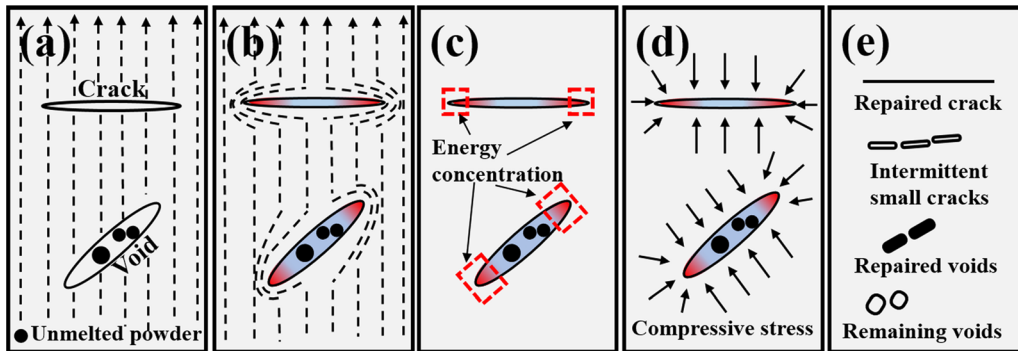 (a)
Crack
Void
Unmelted powder
(b)
(c)
Energy
concentration
(d)
Compressive stress
(e)
Repaired crack
Intermittent
small cracks
Repaired voids
Remaining voids